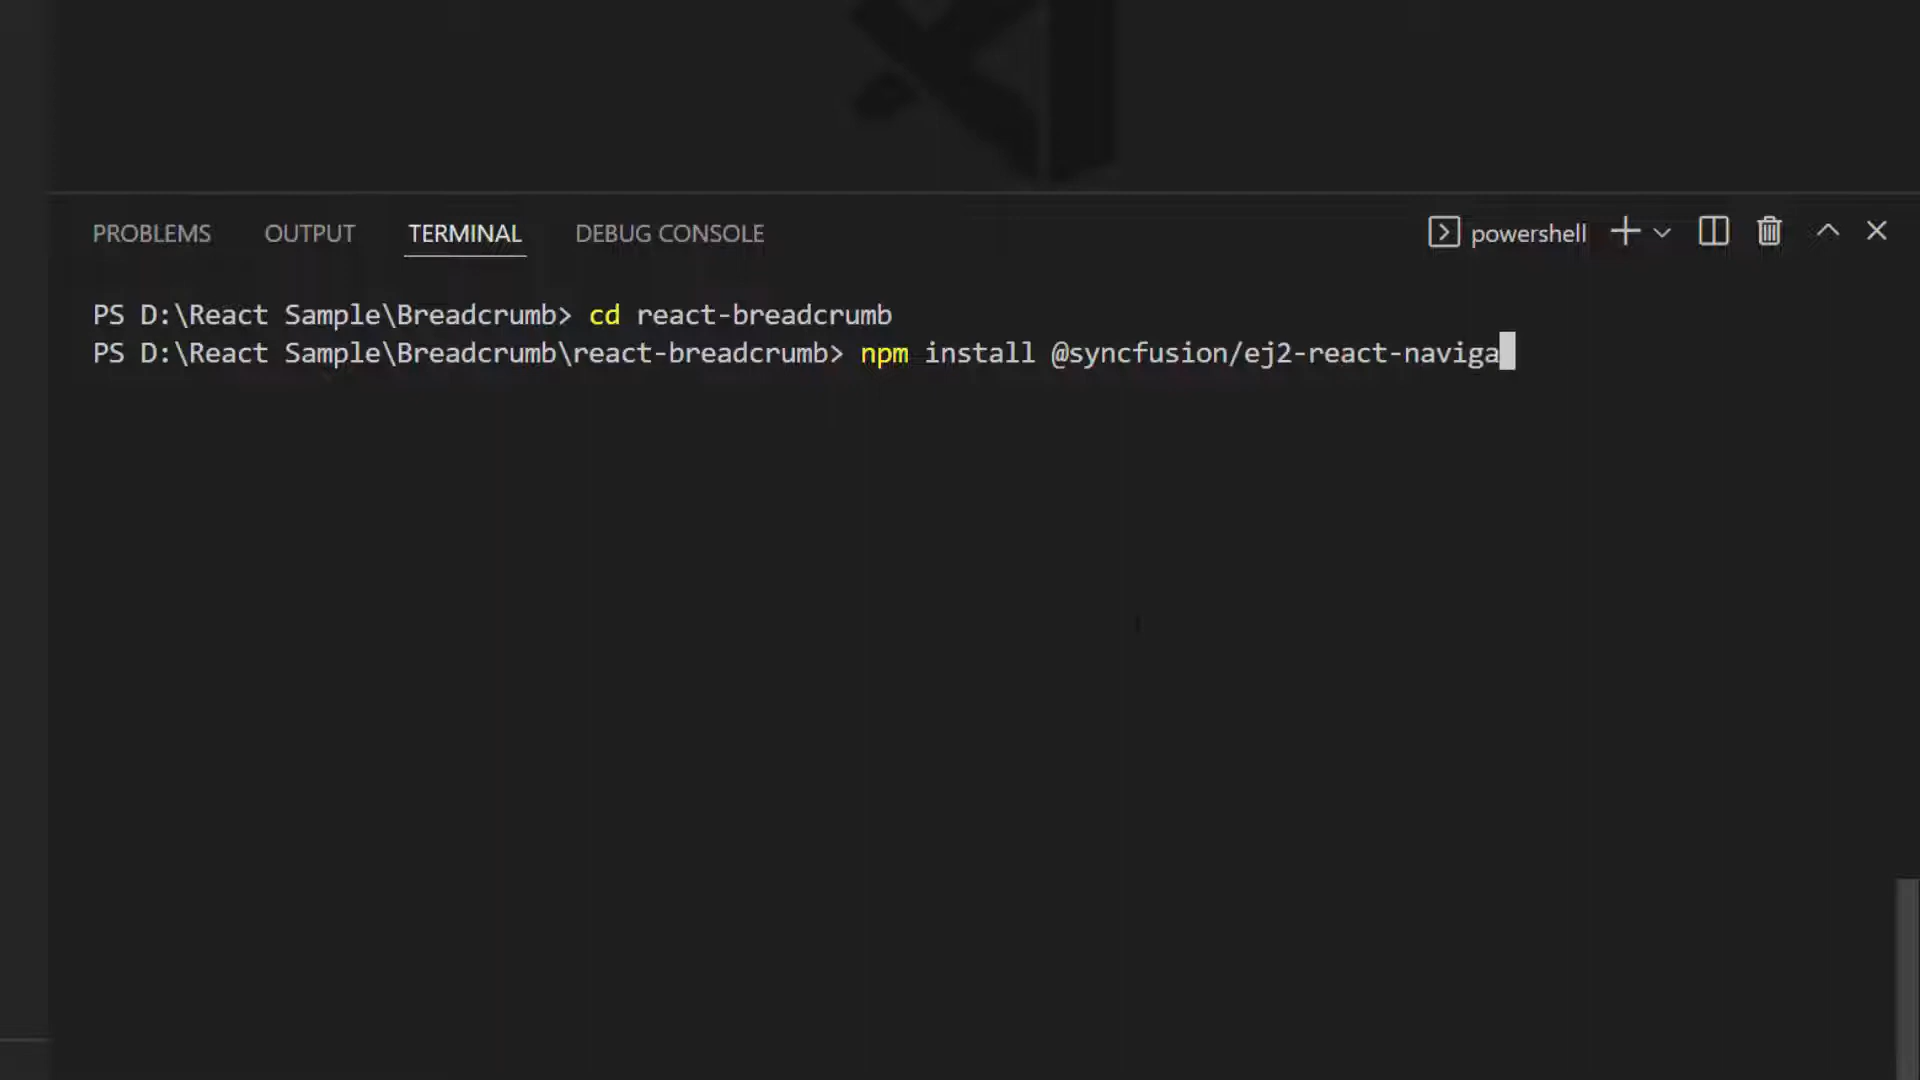 PROBLEMS OUTPUT TERMINAL DEBUG CONSOLE powershell
PS D:\React Sample\Breadcrumb> cd react-breadcrumb
PS D:\React Sample\Breadcrumb\react-breadcrumb> npm install @syncfusion/ej2-react-naviga